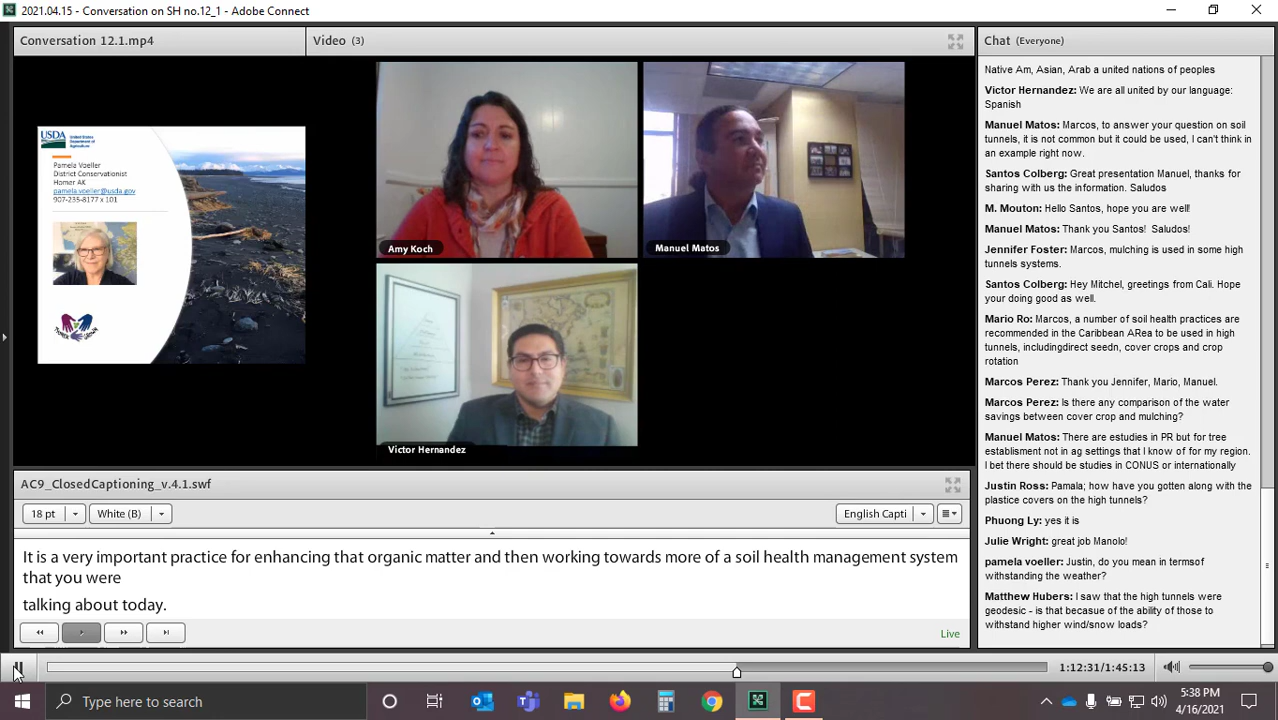 2021.04.15 - Conversation on SH no.12_1 - Adobe Connect
Conversation 12.1.mp4
Video (3)
USDA
United States
Department of
Agriculture
Pamela Voeller
District Conservationist
Homer AK
pamela.voeller@usda.gov
907-235-8177 x 101
Amy Koch
Manuel Matos
Victor Hernandez
AC9_ClosedCaptioning_v.4.1.swf
18 pt
White (B)
English Capti
It is a very important practice for enhancing that organic matter and then working towards more of a soil health management system
that you were
talking about today.
Live
Chat (Everyone)
Native Am, Asian, Arab a united nations of peoples
Victor Hernandez: We are all united by our language:
Spanish
Manuel Matos: Marcos, to answer your question on soil
tunnels, it is not common but it could be used, I can't think in
an example right now.
Santos Colberg: Great presentation Manuel, thanks for
sharing with us the information. Saludos
M. Mouton: Hello Santos, hope you are well!
Manuel Matos: Thank you Santos! Saludos!
Jennifer Foster: Marcos, mulching is used in some high
tunnels systems.
Santos Colberg: Hey Mitchel, greetings from Cali. Hope
your doing good as well.
Mario Ro: Marcos, a number of soil health practices are
recommended in the Caribbean ARea to be used in high
tunnels, includingdirect seedn, cover crops and crop
rotation
Marcos Perez: Thank you Jennifer, Mario, Manuel.
Marcos Perez: Is there any comparison of the water
savings between cover crop and mulching?
Manuel Matos: There are estudies in PR but for tree
establisment not in ag settings that I know of for my region.
I bet there should be studies in CONUS or internationally
Justin Ross: Pamala; how have you gotten along with the
plastice covers on the high tunnels?
Phuong Ly: yes it is
Julie Wright: great job Manolo!
pamela voeller: Justin, do you mean in termsof
withstanding the weather?
Matthew Hubers: I saw that the high tunnels were
geodesic - is that becasue of the ability of those to
withstand higher wind/snow loads?
1:12:31/1:45:13
Type here to search
5:38 PM
4/16/2021